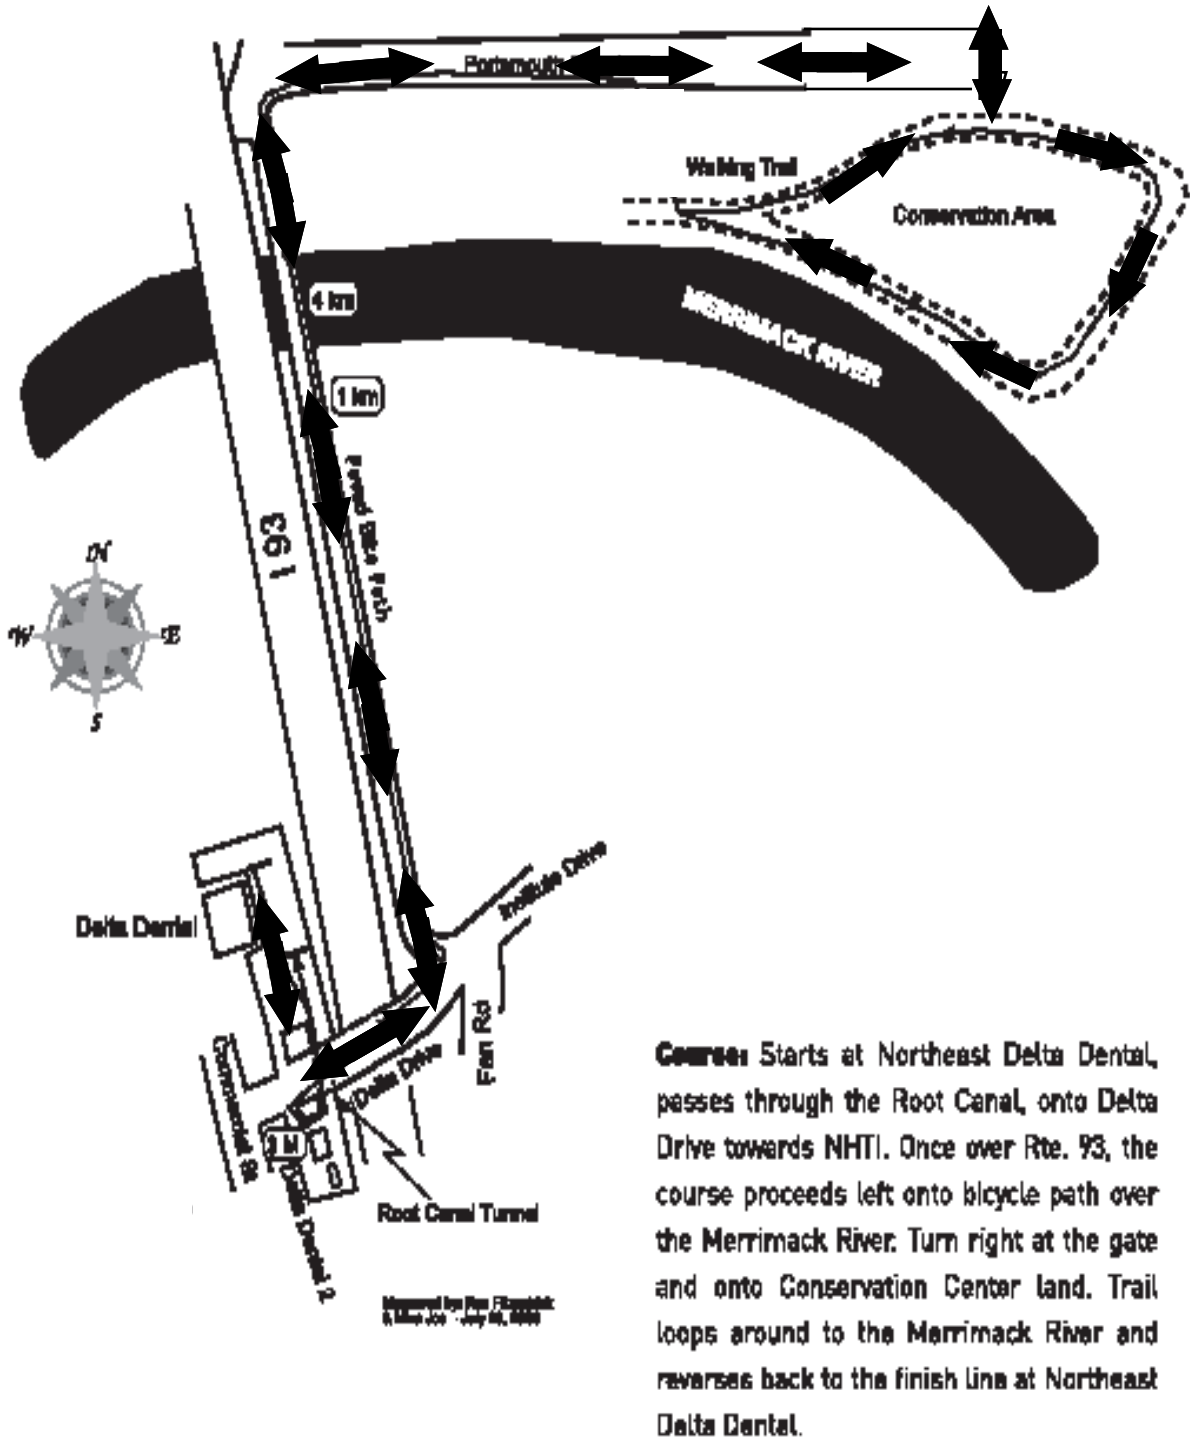 Portsmouth
Walking Trail
Conservation Area
4 km
MERRIMACK RIVER
1 km
Paved Bike Path
I 93
N
W
E
S
Institute Drive
Delta Dental
Fan Rd
Delta Drive
Commercial St
Delta Dental 2
Root Canal Tunnel
Course: Starts at Northeast Delta Dental,
passes through the Root Canal, onto Delta
Drive towards NHTI. Once over Rte. 93, the
course proceeds left onto bicycle path over
the Merrimack River. Turn right at the gate
and onto Conservation Center land. Trail
loops around to the Merrimack River and
reverses back to the finish line at Northeast
Delta Dental.